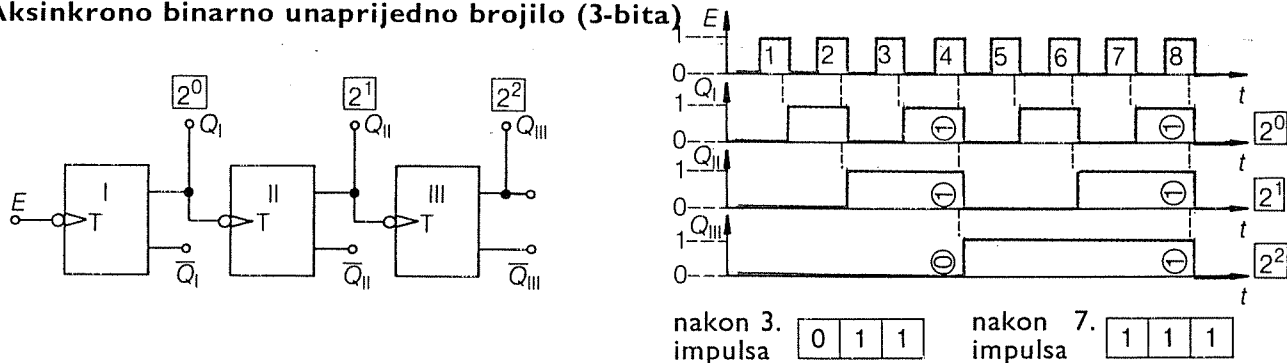 Aksinkrono binarno unaprijedno brojilo (3-bita)
2⁰ 2¹ 2²
Q_I Q_II Q_III
I II III
E T T T
Q̅_I Q̅_II Q̅_III
E
1
0
1 2 3 4 5 6 7 8
t
Q_I
1
0
1 1
2⁰
t
Q_II
1
0
1 1
2¹
t
Q_III
1
0
0 1
2²
t
nakon 3. impulsa 0 1 1
nakon 7. impulsa 1 1 1